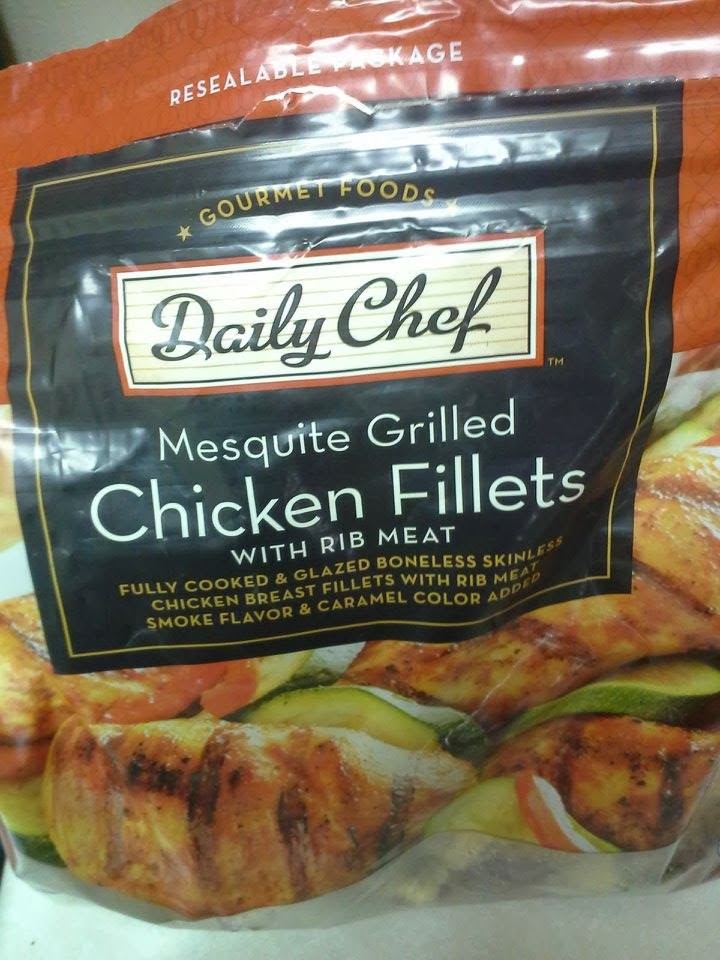 RESEALABLE PACKAGE
GOURMET FOODS
Daily Chef
TM
Mesquite Grilled
Chicken Fillets
WITH RIB MEAT
FULLY COOKED & GLAZED BONELESS SKINLESS
CHICKEN BREAST FILLETS WITH RIB MEAT
SMOKE FLAVOR & CARAMEL COLOR ADDED